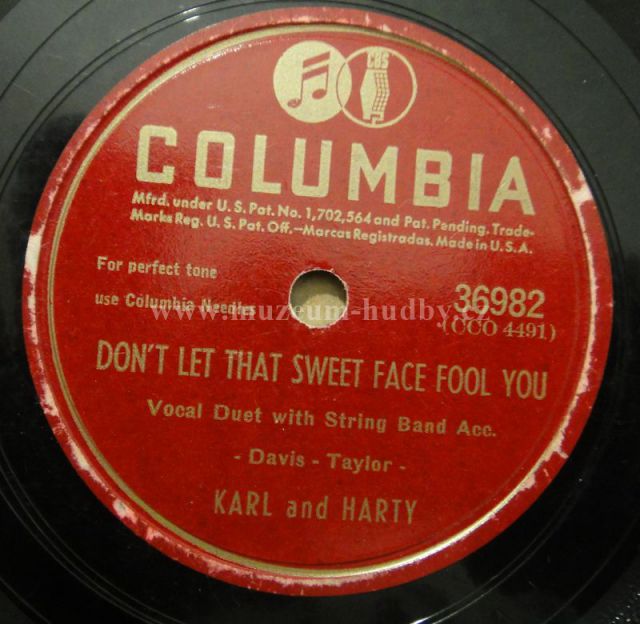 CBS
COLUMBIA
Mfrd. under U.S. Pat. No. 1,702,564 and Pat. Pending. Trade-
Marks Reg. U.S. Pat. Off.—Marcas Registradas. Made in U.S.A.
For perfect tone
use Columbia Needles
36982
(CCO 4491)
www.muzeum-hudby.cz
DON'T LET THAT SWEET FACE FOOL YOU
Vocal Duet with String Band Acc.
- Davis - Taylor -
KARL and HARTY